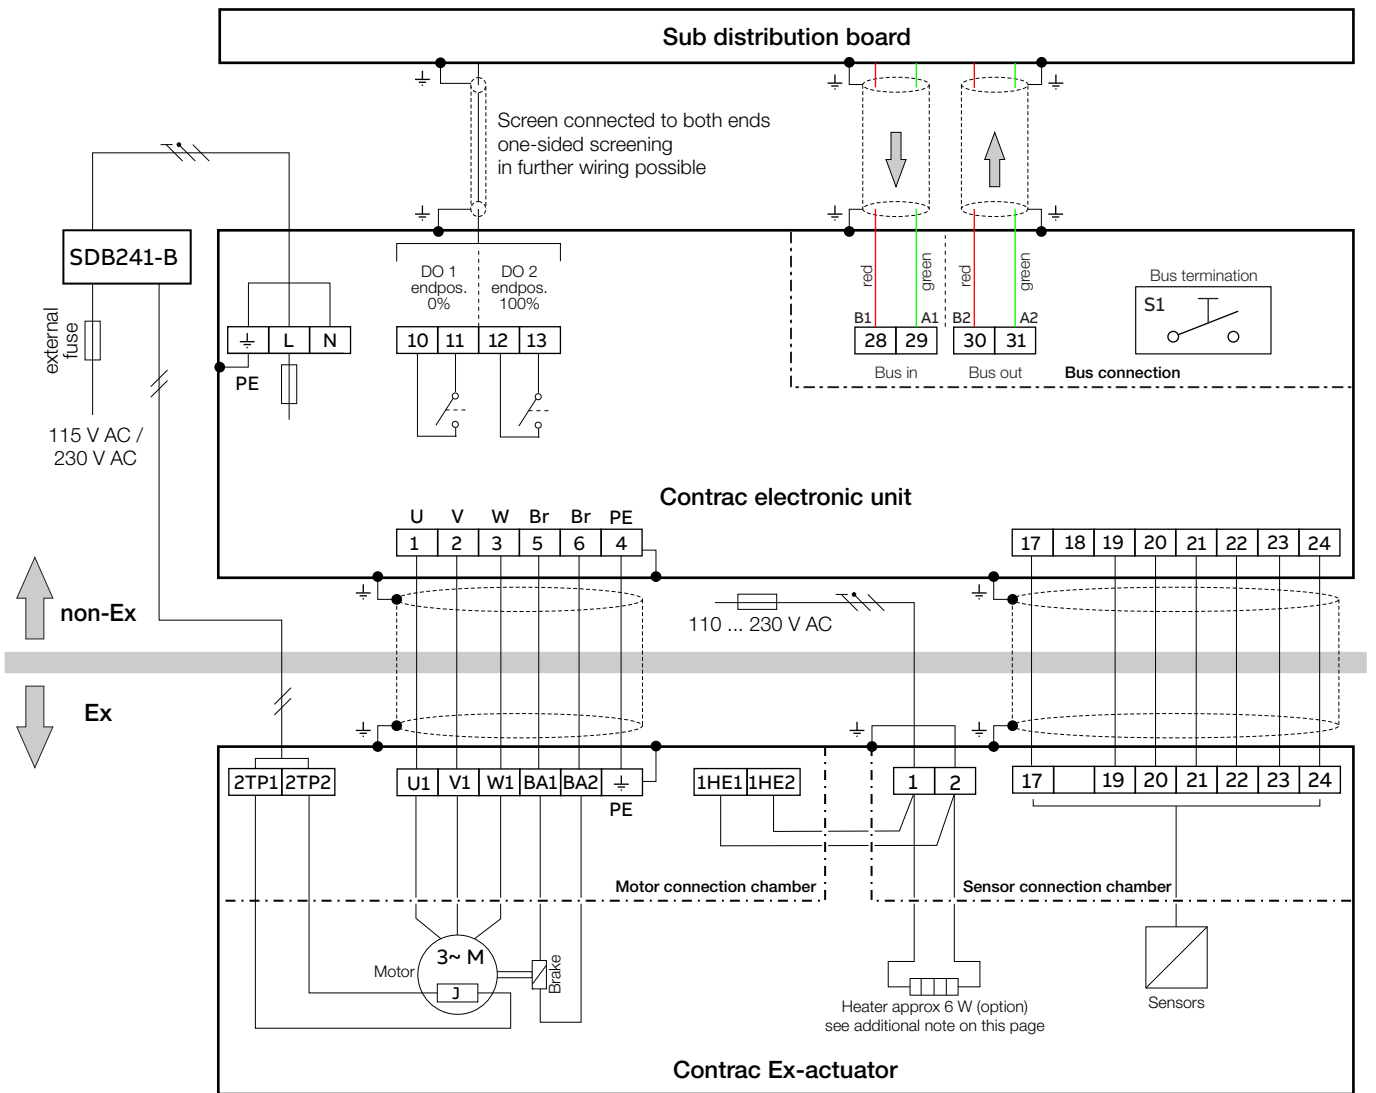 Sub distribution board
Screen connected to both ends
one-sided screening
in further wiring possible
SDB241-B
external
fuse
115 V AC /
230 V AC
L N
PE
DO 1
endpos.
0%
DO 2
endpos.
100%
10 11 12 13
red
green
red
green
B1 A1 B2 A2
28 29 30 31
Bus in
Bus out
Bus connection
Bus termination
S1
Contrac electronic unit
U V W Br Br PE
1 2 3 5 6 4
17 18 19 20 21 22 23 24
non-Ex
110 ... 230 V AC
Ex
2TP1 2TP2
U1 V1 W1 BA1 BA2
PE
1HE1 1HE2
1 2
17 19 20 21 22 23 24
Motor connection chamber
Sensor connection chamber
3~ M
Motor
J
Brake
Heater approx 6 W (option)
see additional note on this page
Sensors
Contrac Ex-actuator